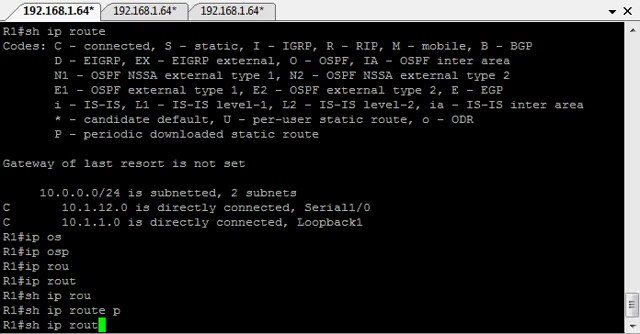 192.168.1.64* 192.168.1.64* 192.168.1.64*
R1#sh ip route
Codes: C - connected, S - static, I - IGRP, R - RIP, M - mobile, B - BGP
D - EIGRP, EX - EIGRP external, O - OSPF, IA - OSPF inter area
N1 - OSPF NSSA external type 1, N2 - OSPF NSSA external type 2
E1 - OSPF external type 1, E2 - OSPF external type 2, E - EGP
i - IS-IS, L1 - IS-IS level-1, L2 - IS-IS level-2, ia - IS-IS inter area
* - candidate default, U - per-user static route, o - ODR
P - periodic downloaded static route
Gateway of last resort is not set
10.0.0.0/24 is subnetted, 2 subnets
C 10.1.12.0 is directly connected, Serial1/0
C 10.1.1.0 is directly connected, Loopback1
R1#ip os
R1#ip osp
R1#ip rou
R1#ip rout
R1#sh ip rou
R1#sh ip route p
R1#sh ip rout